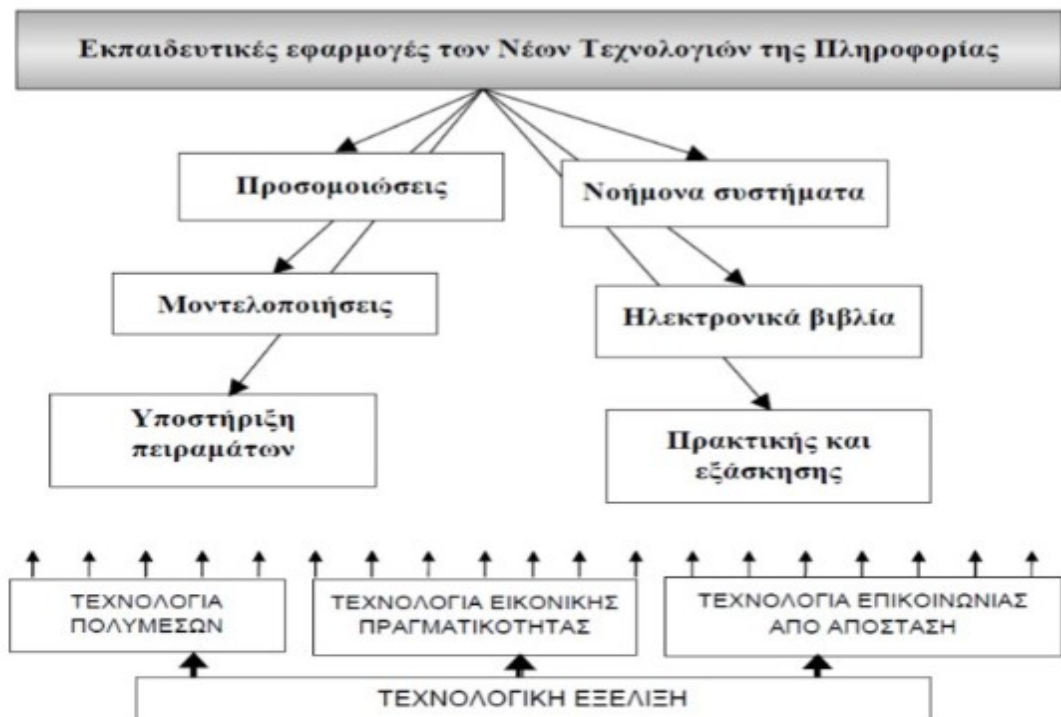 Εκπαιδευτικές εφαρμογές των Νέων Τεχνολογιών της Πληροφορίας
Προσομοιώσεις
Νοήμονα συστήματα
Μοντελοποιήσεις
Ηλεκτρονικά βιβλία
Υποστήριξη
πειραμάτων
Πρακτικής και
εξάσκησης
ΤΕΧΝΟΛΟΓΙΑ
ΠΟΛΥΜΕΣΩΝ
ΤΕΧΝΟΛΟΓΙΑ ΕΙΚΟΝΙΚΗΣ
ΠΡΑΓΜΑΤΙΚΟΤΗΤΑΣ
ΤΕΧΝΟΛΟΓΙΑ ΕΠΙΚΟΙΝΩΝΙΑΣ
ΑΠΟ ΑΠΟΣΤΑΣΗ
ΤΕΧΝΟΛΟΓΙΚΗ ΕΞΕΛΙΞΗ